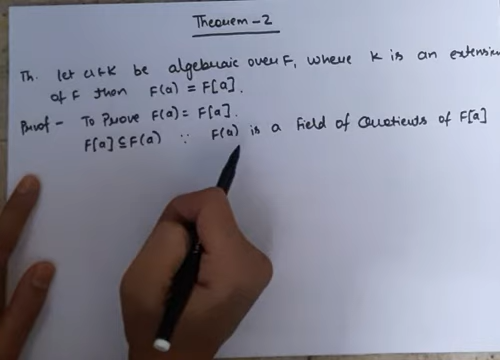 Theorem-2
Th. let a∈K be algebraic over F, where K is an extension
of F then F(a) = F[a].
Proof - To Prove F(a) = F[a].
F[a] ⊆ F(a) ∵ F(a) is a Field of Quotients of F[a]